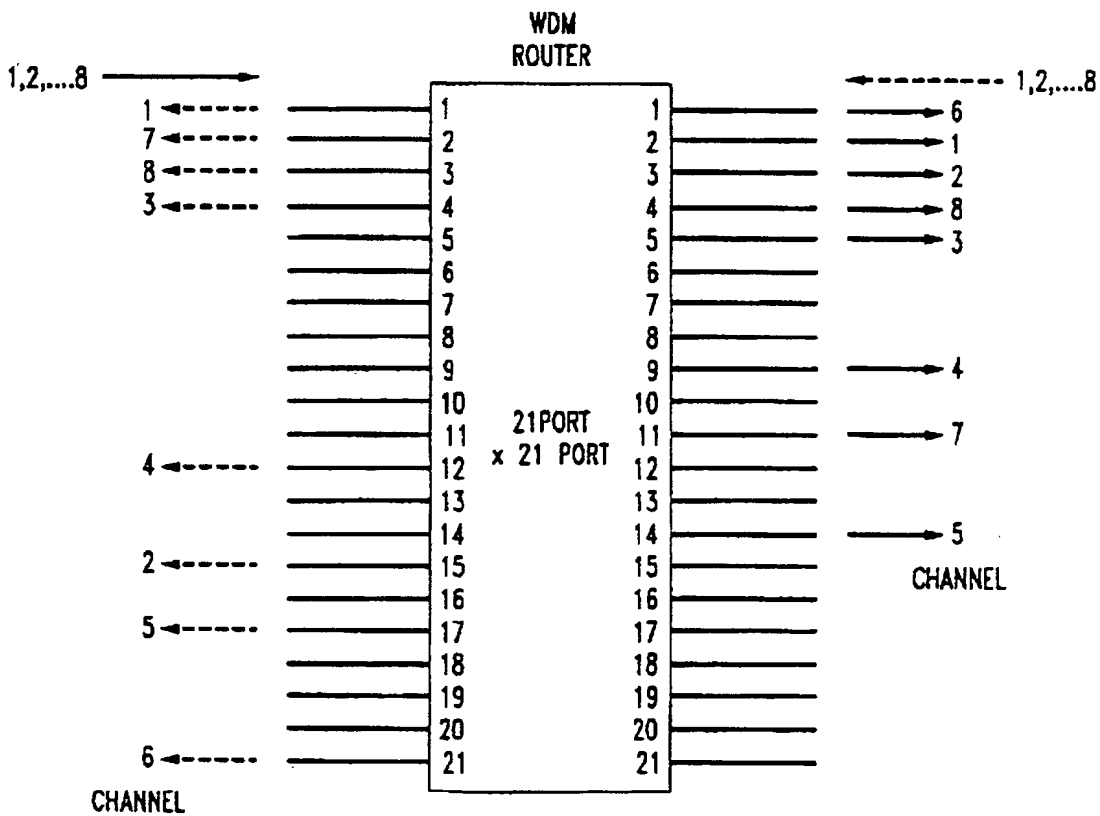 WDM
ROUTER
1,2,....8 1,2,....8
1 1 1 6
7 2 2 1
8 3 3 2
3 4 4 8
5 5 3
6 6
7 7
8 8
9 9 4
10 10
11 21PORT 11 7
4 12 x 21 PORT 12
13 13
14 14 5
2 15 15 CHANNEL
16 16
5 17 17
18 18
19 19
20 20
6 21 21
CHANNEL